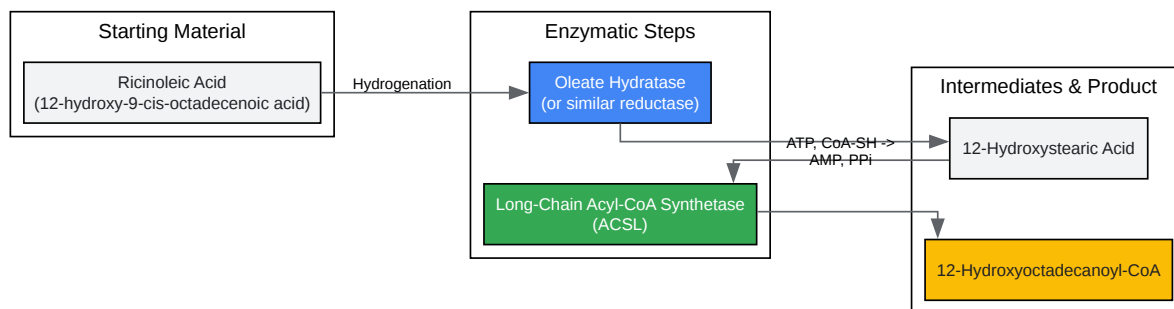 Starting Material
Ricinoleic Acid
(12-hydroxy-9-cis-octadecenoic acid)
Hydrogenation
Enzymatic Steps
Oleate Hydratase
(or similar reductase)
Long-Chain Acyl-CoA Synthetase
(ACSL)
ATP, CoA-SH ->
AMP, PPi
Intermediates & Product
12-Hydroxystearic Acid
12-Hydroxyoctadecanoyl-CoA